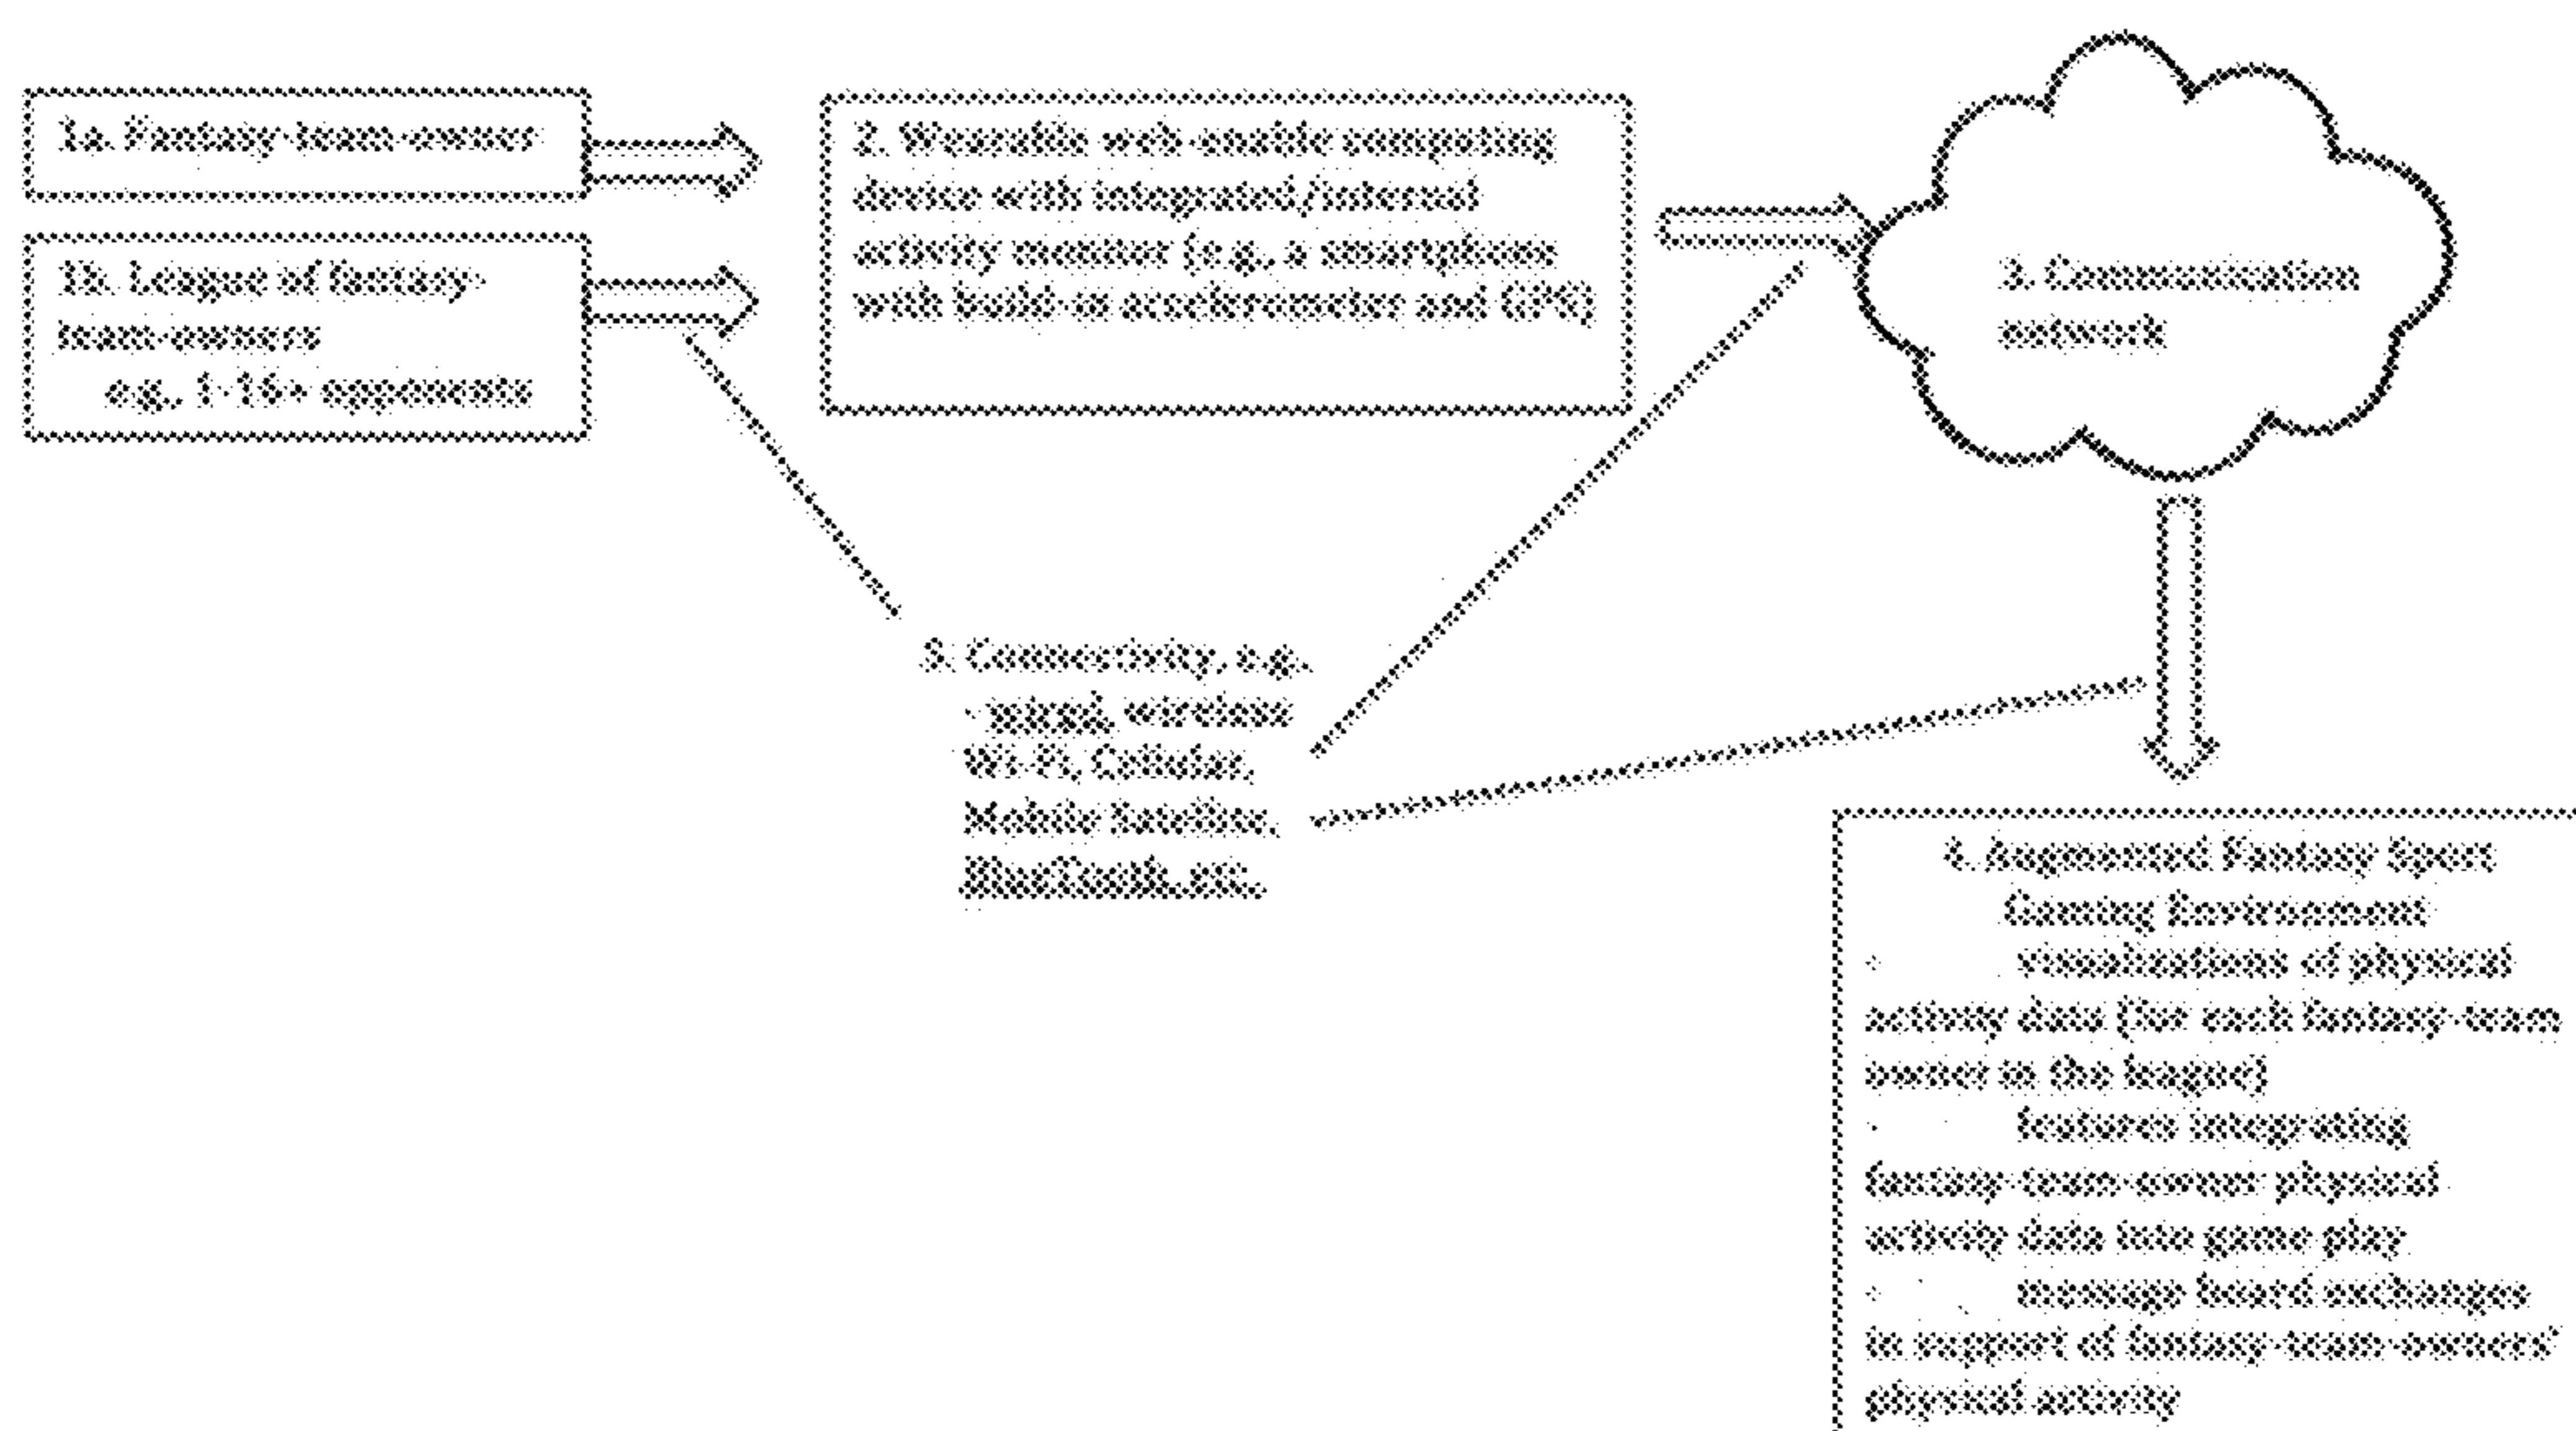 1a. Fantasy-team-owner
1b. League of fantasy-
team-owners
e.g., 1-16+ opponents
2. Wearable web-enable computing
device with integrated/internal
activity monitor (e.g., a smartphone
with build-in accelerometer and GPS)
3. Communication
network
5. Connectivity, e.g.
- wired, wireless
Wi-Fi, Cellular,
Mobile Satellite,
BlueTooth, etc.
4. Augmented Fantasy Sport
Gaming Environment
· visualizations of physical
activity data (for each fantasy-team
owner in the league)
· features integrating
fantasy-team-owner physical
activity data into game play
· message board exchanges
in support of fantasy-team-owners'
physical activity